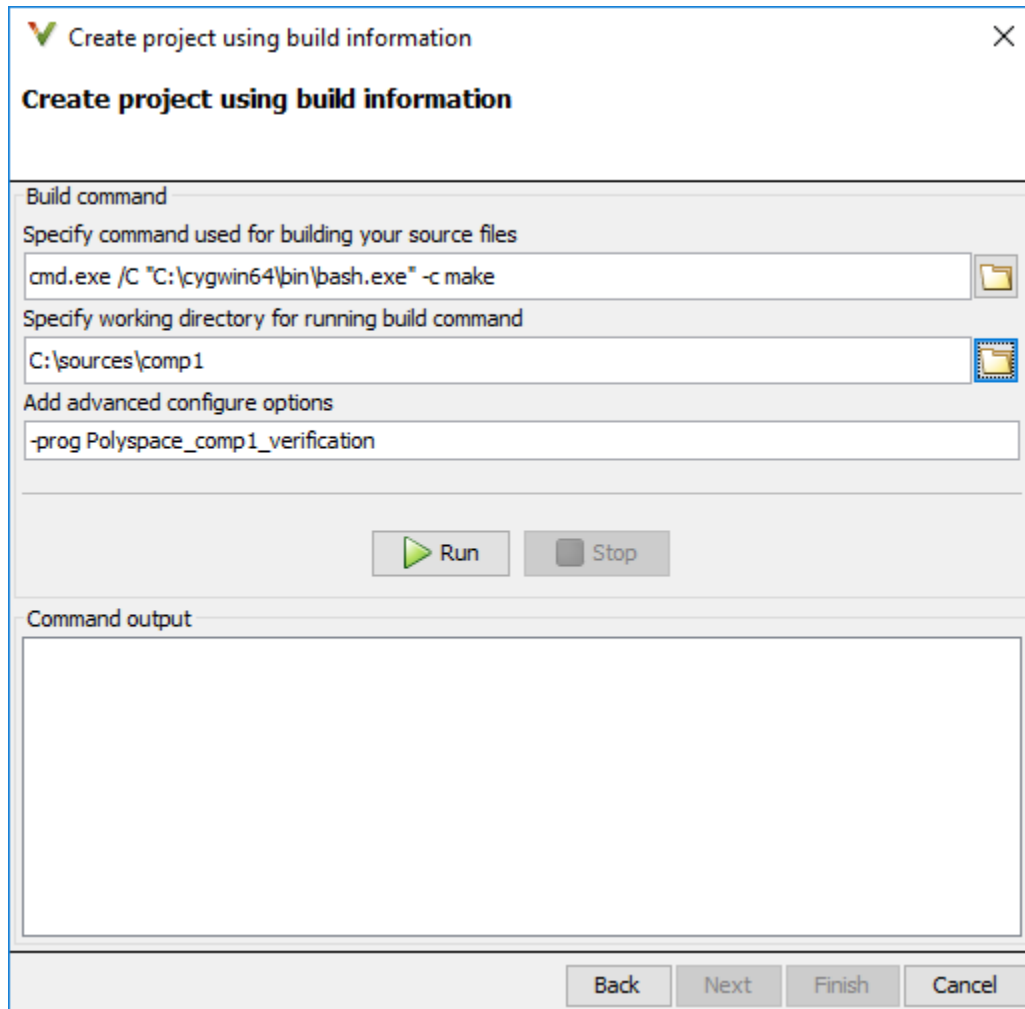 Create project using build information
Create project using build information
Build command
Specify command used for building your source files
cmd.exe /C "C:\cygwin64\bin\bash.exe" -c make
Specify working directory for running build command
C:\sources\comp1
Add advanced configure options
-prog Polyspace_comp1_verification
Run Stop
Command output
Back Next Finish Cancel